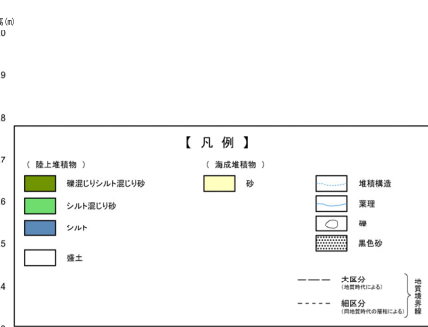 (m)
0
9
8
7
6
5
4
【凡例】
(陸上堆積物)
礫混じりシルト混じり砂
シルト混じり砂
シルト
盛土
(海成堆積物)
砂
堆積構造
葉理
礫
黒色砂
大区分
(地質時代による)
細区分
(同地質時代の層相による)
地質境界線